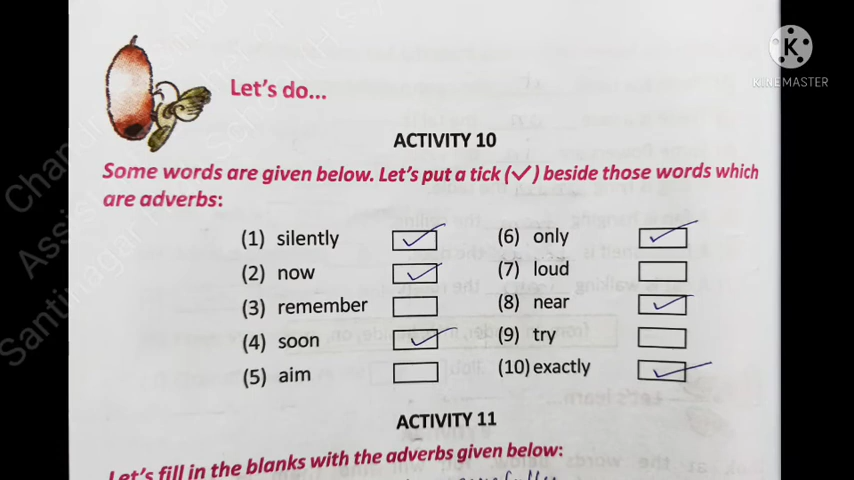 KINEMASTER
Let's do...
ACTIVITY 10
Some words are given below. Let's put a tick (✓) beside those words which
are adverbs:
(1) silently ✓
(2) now ✓
(3) remember
(4) soon ✓
(5) aim
(6) only ✓
(7) loud
(8) near ✓
(9) try
(10) exactly ✓
ACTIVITY 11
Let's fill in the blanks with the adverbs given below: